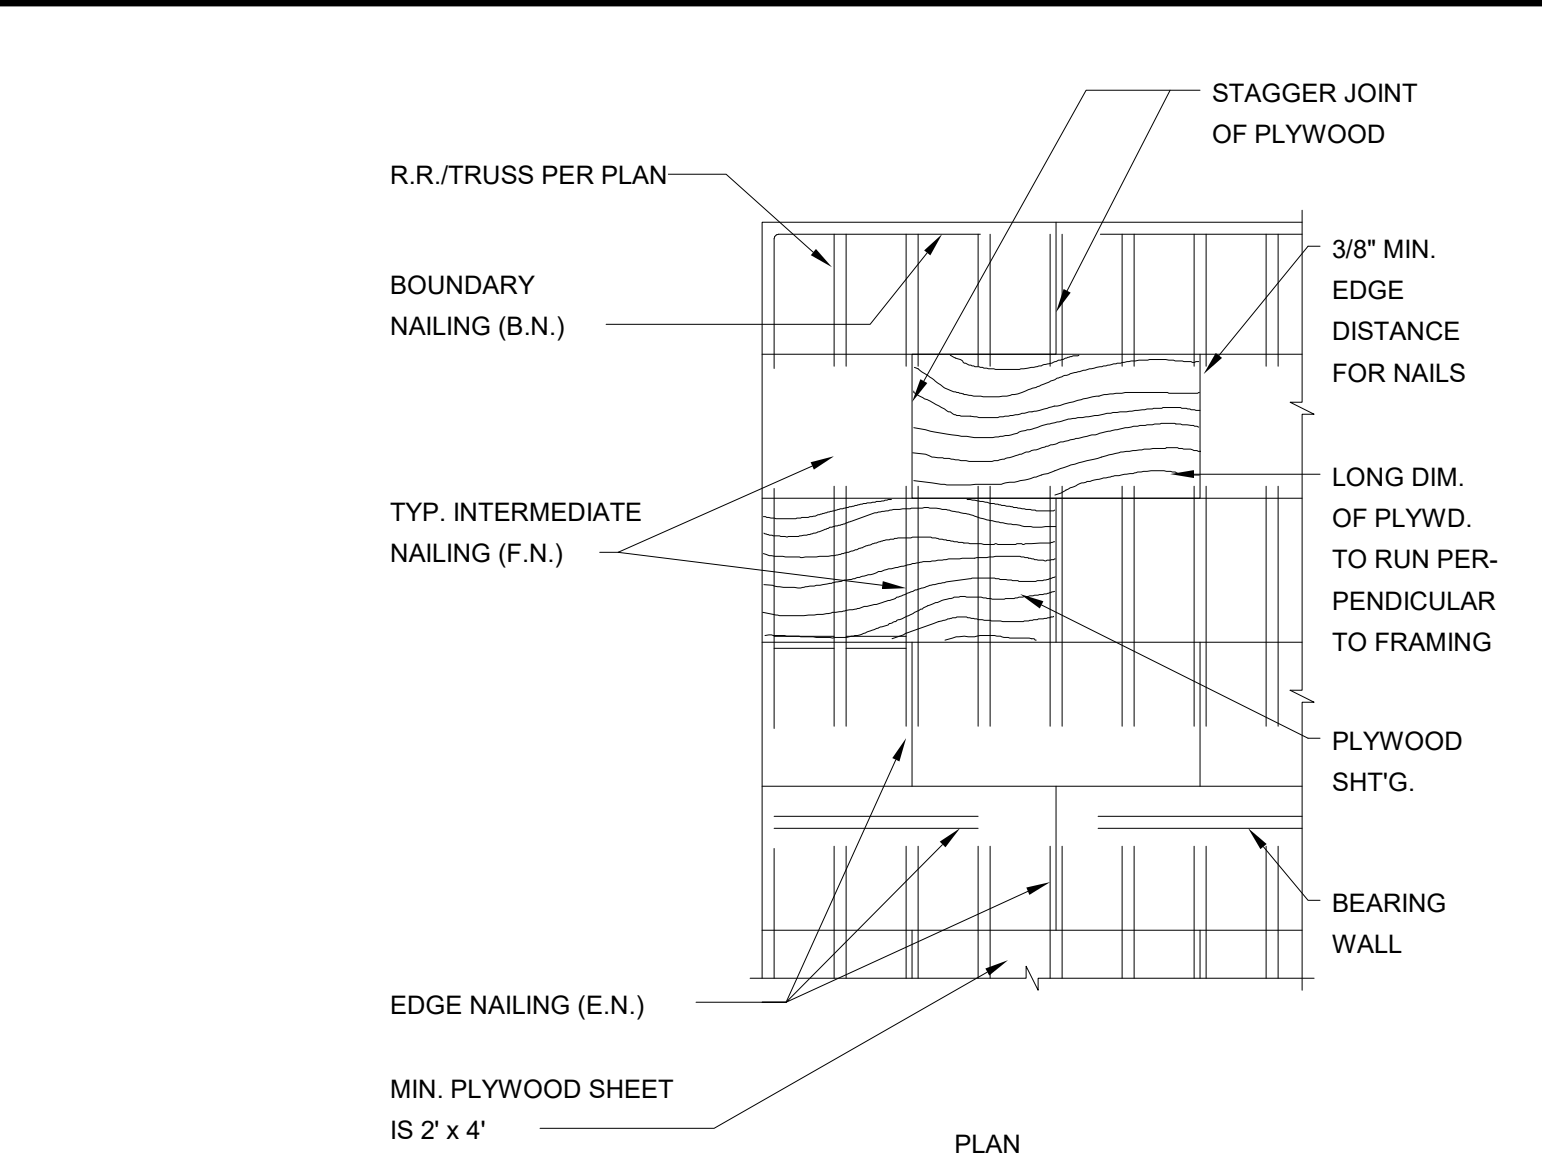 STAGGER JOINT
OF PLYWOOD
R.R./TRUSS PER PLAN
3/8" MIN.
EDGE
DISTANCE
FOR NAILS
BOUNDARY
NAILING (B.N.)
LONG DIM.
OF PLYWD.
TO RUN PER-
PENDICULAR
TO FRAMING
TYP. INTERMEDIATE
NAILING (F.N.)
PLYWOOD
SHT'G.
BEARING
WALL
EDGE NAILING (E.N.)
MIN. PLYWOOD SHEET
IS 2' x 4'
PLAN